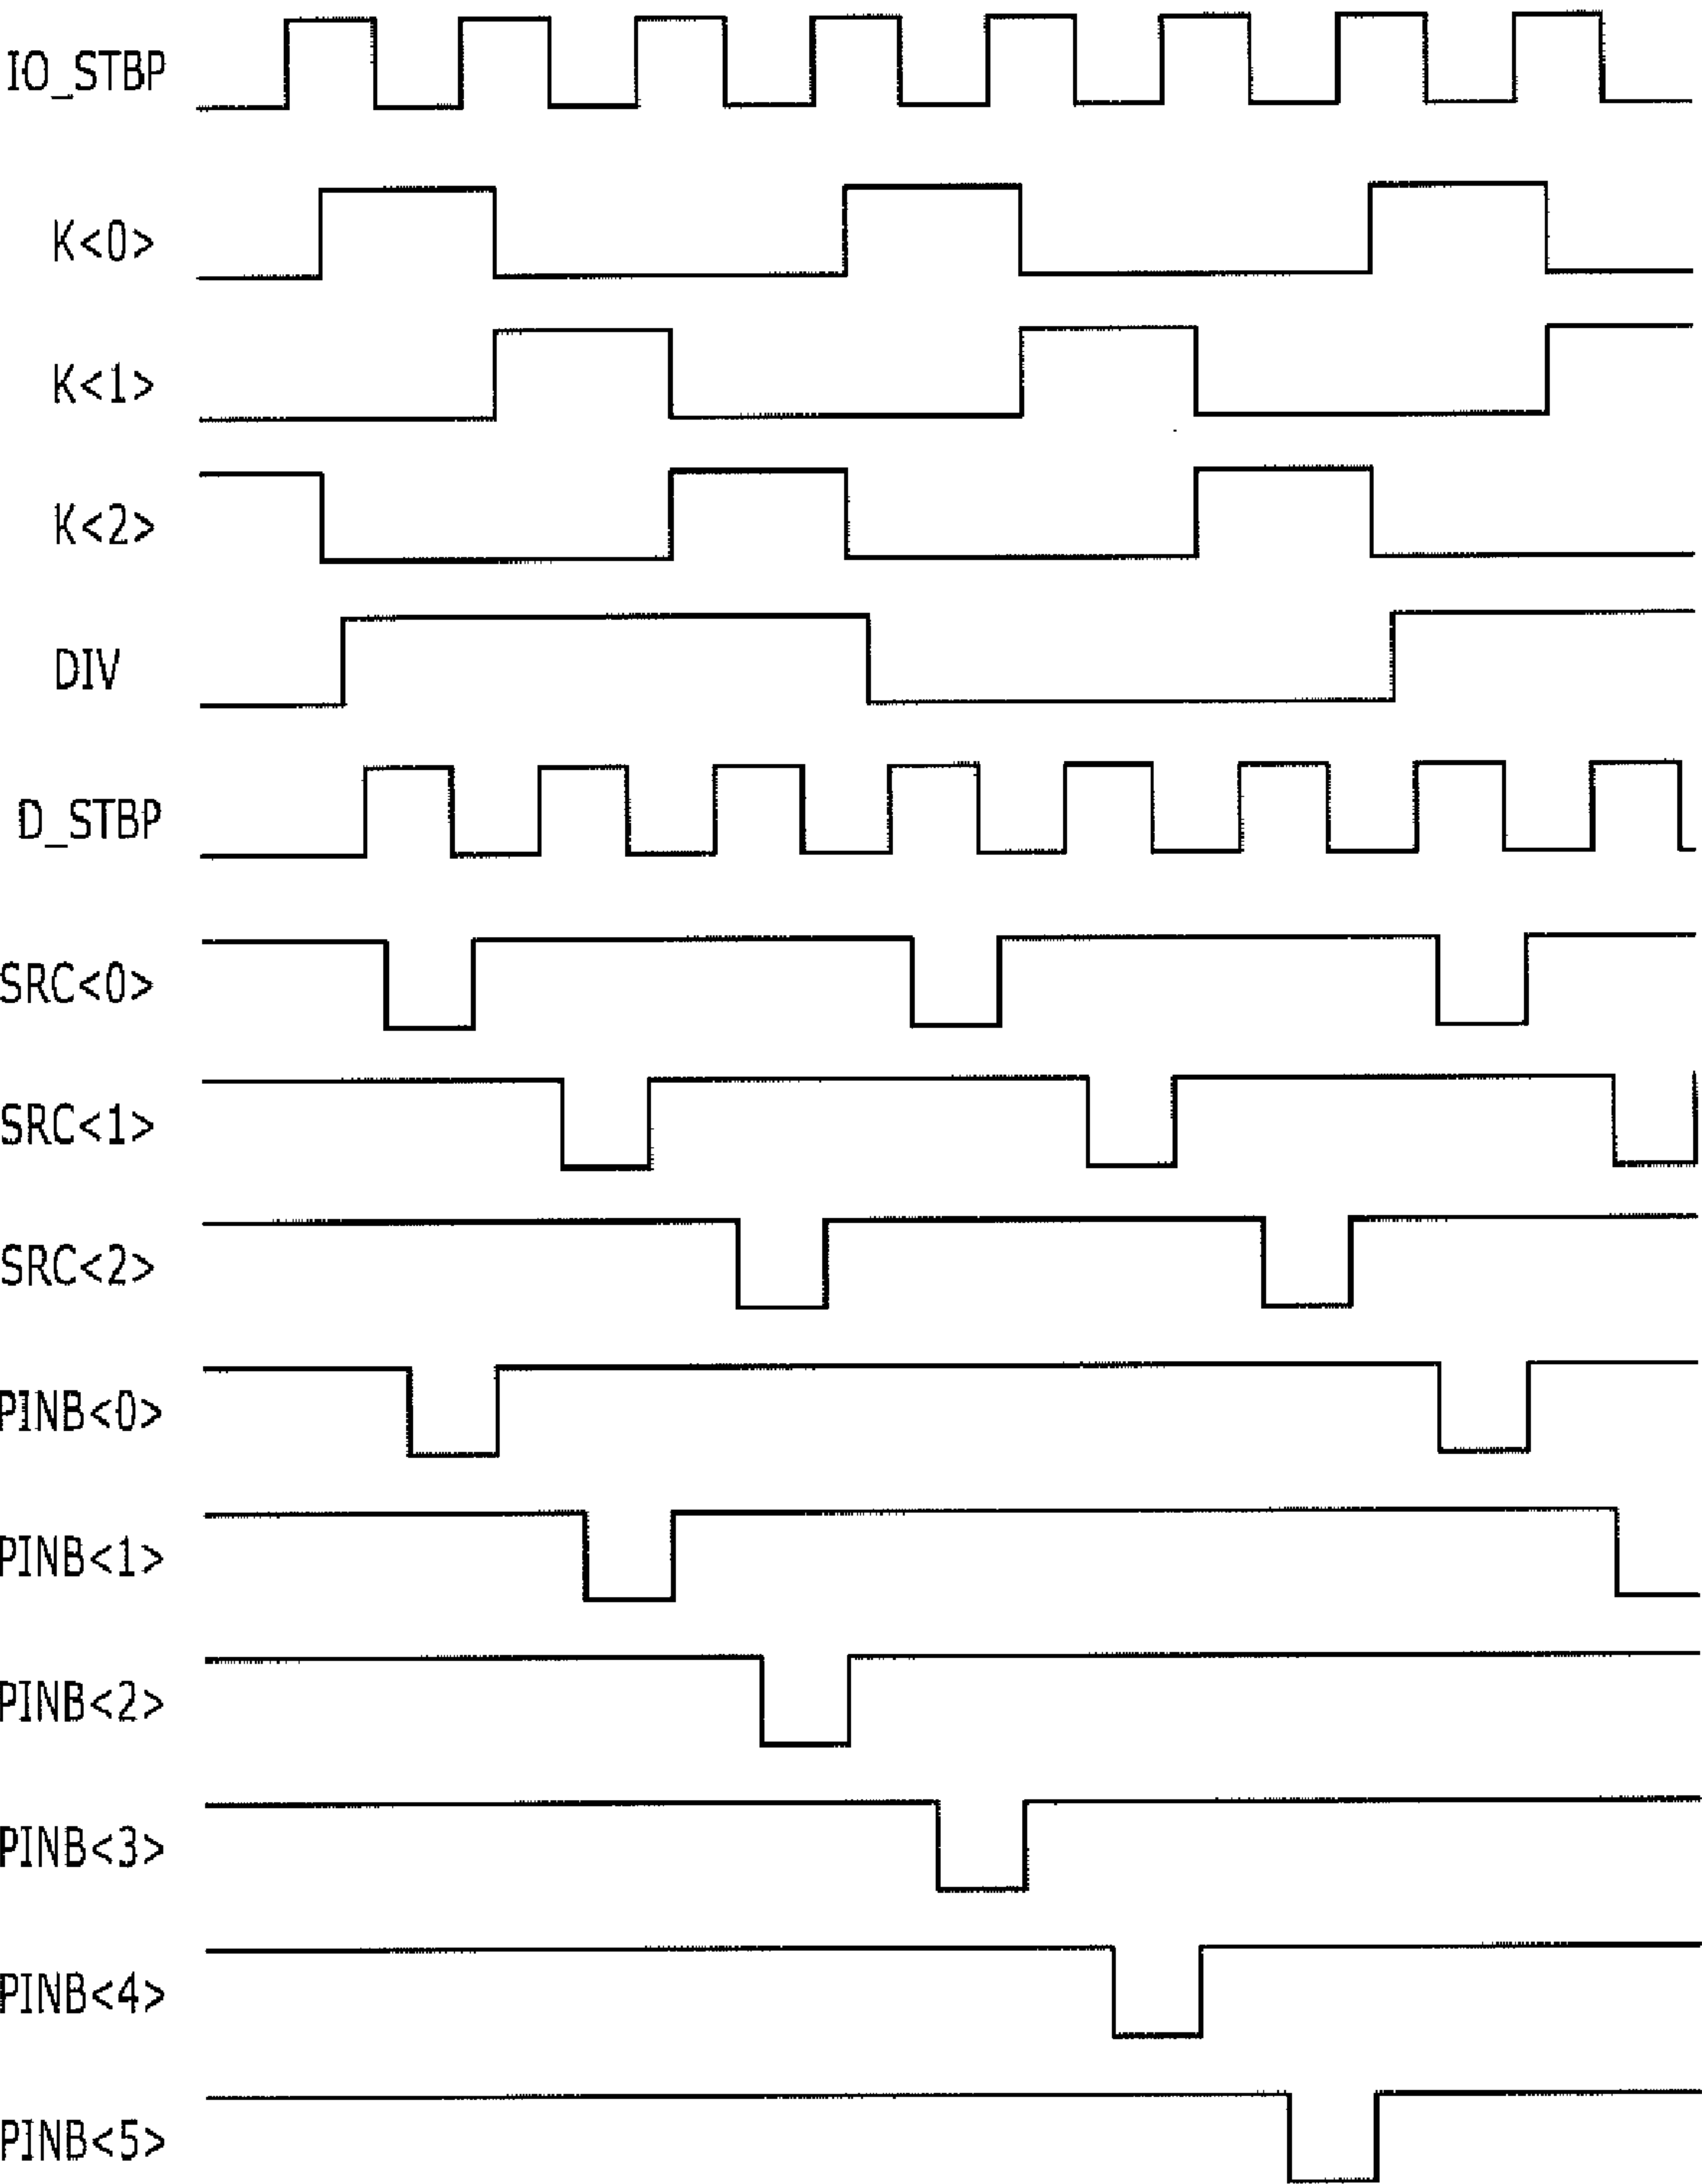 IO_STBP
K<0>
K<1>
K<2>
DIV
D_STBP
SRC<0>
SRC<1>
SRC<2>
PINB<0>
PINB<1>
PINB<2>
PINB<3>
PINB<4>
PINB<5>